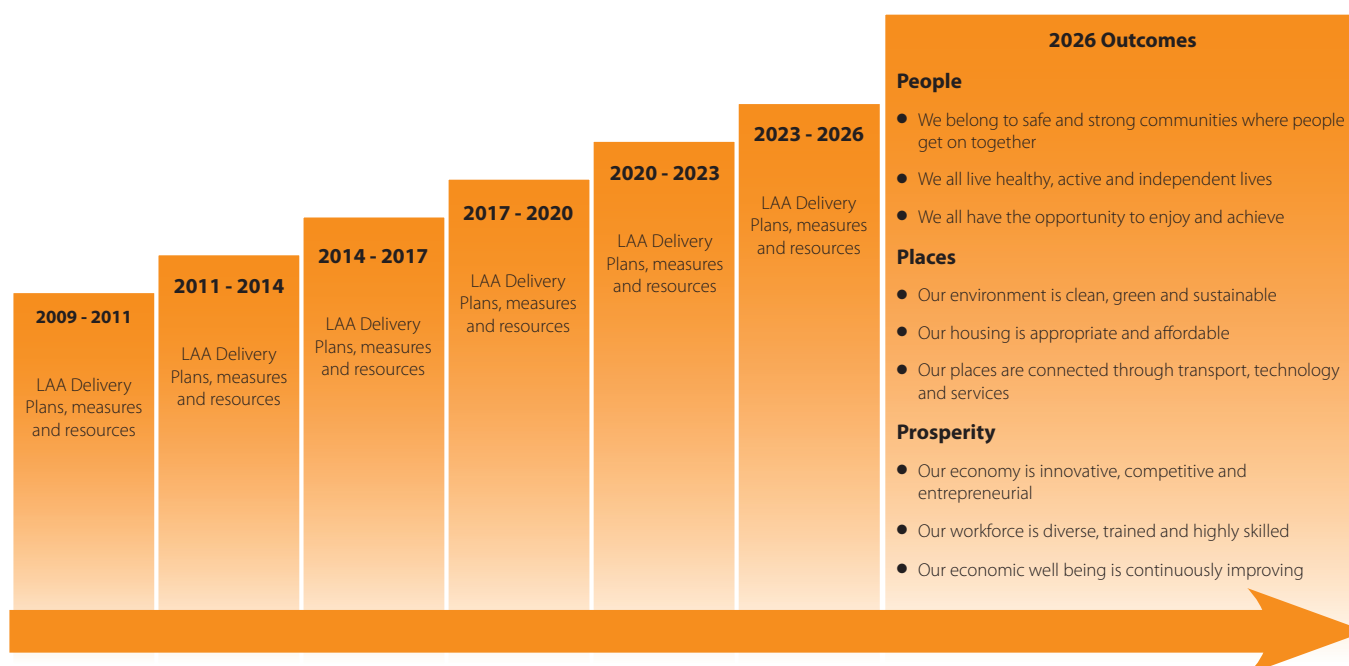 2009 - 2011
LAA Delivery
Plans, measures
and resources
2011 - 2014
LAA Delivery
Plans, measures
and resources
2014 - 2017
LAA Delivery
Plans, measures
and resources
2017 - 2020
LAA Delivery
Plans, measures
and resources
2020 - 2023
LAA Delivery
Plans, measures
and resources
2023 - 2026
LAA Delivery
Plans, measures
and resources
2026 Outcomes
People
● We belong to safe and strong communities where people
get on together
● We all live healthy, active and independent lives
● We all have the opportunity to enjoy and achieve
Places
● Our environment is clean, green and sustainable
● Our housing is appropriate and affordable
● Our places are connected through transport, technology
and services
Prosperity
● Our economy is innovative, competitive and
entrepreneurial
● Our workforce is diverse, trained and highly skilled
● Our economic well being is continuously improving